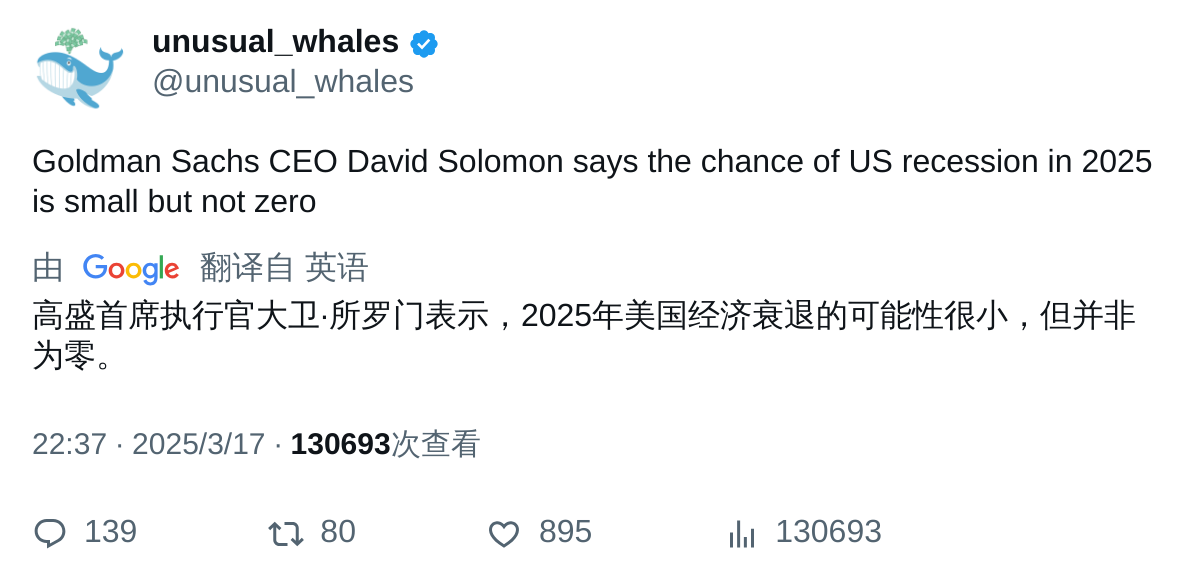 unusual_whales
@unusual_whales
Goldman Sachs CEO David Solomon says the chance of US recession in 2025
is small but not zero
由 Google 翻译自 英语
高盛首席执行官大卫·所罗门表示，2025年美国经济衰退的可能性很小，但并非
为零。
22:37 · 2025/3/17 · 130693次查看
139 80 895 130693